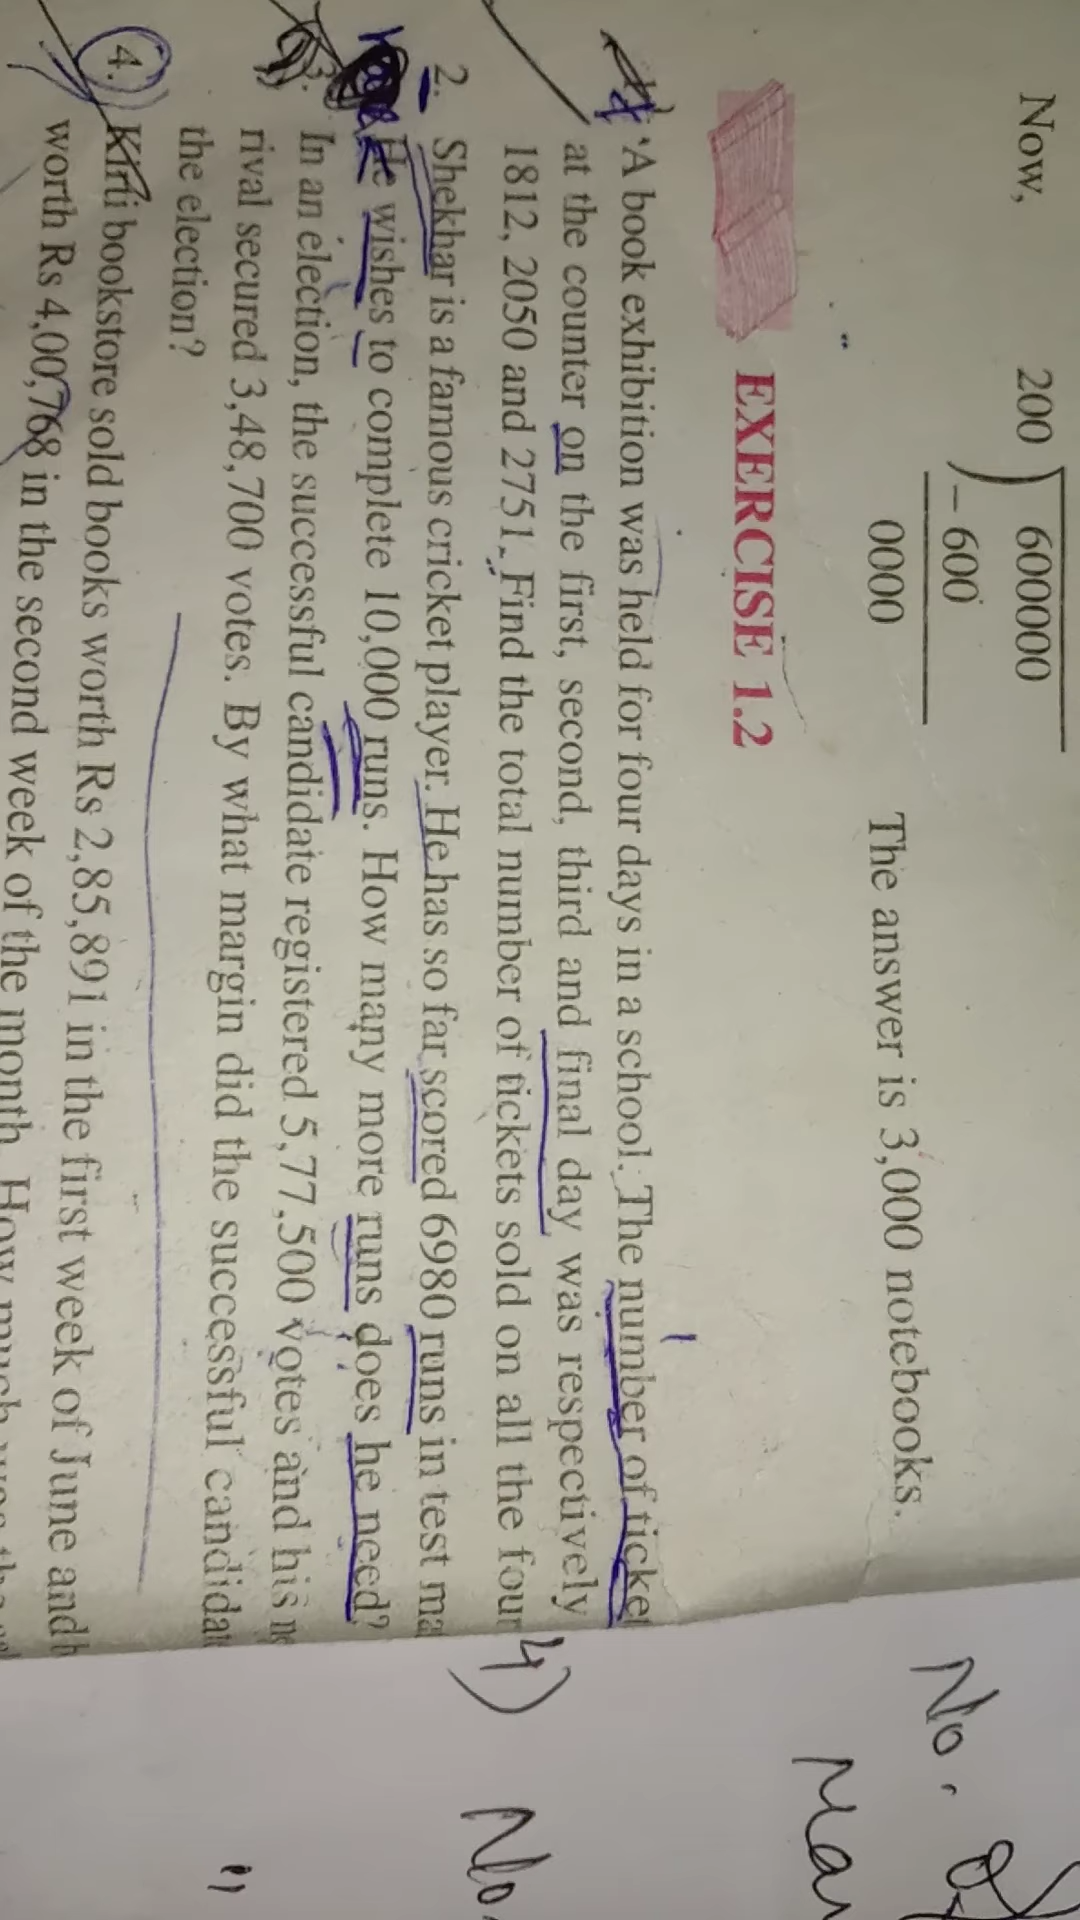 Now,
200 ) 600000
– 600
0000
The answer is 3,000 notebooks.
EXERCISE 1.2
A book exhibition was held for four days in a school. The number of ticket
at the counter on the first, second, third and final day was respectively
1812, 2050 and 2751. Find the total number of tickets sold on all the four
2. Shekhar is a famous cricket player. He has so far scored 6980 runs in test ma
He wishes to complete 10,000 runs. How many more runs does he need?
3. In an election, the successful candidate registered 5,77,500 votes and his n
rival secured 3,48,700 votes. By what margin did the successful candidat
the election?
4. Kirti bookstore sold books worth Rs 2,85,891 in the first week of June and b
worth Rs 4,00,768 in the second week of the month. How much was the
No. of
4) No.